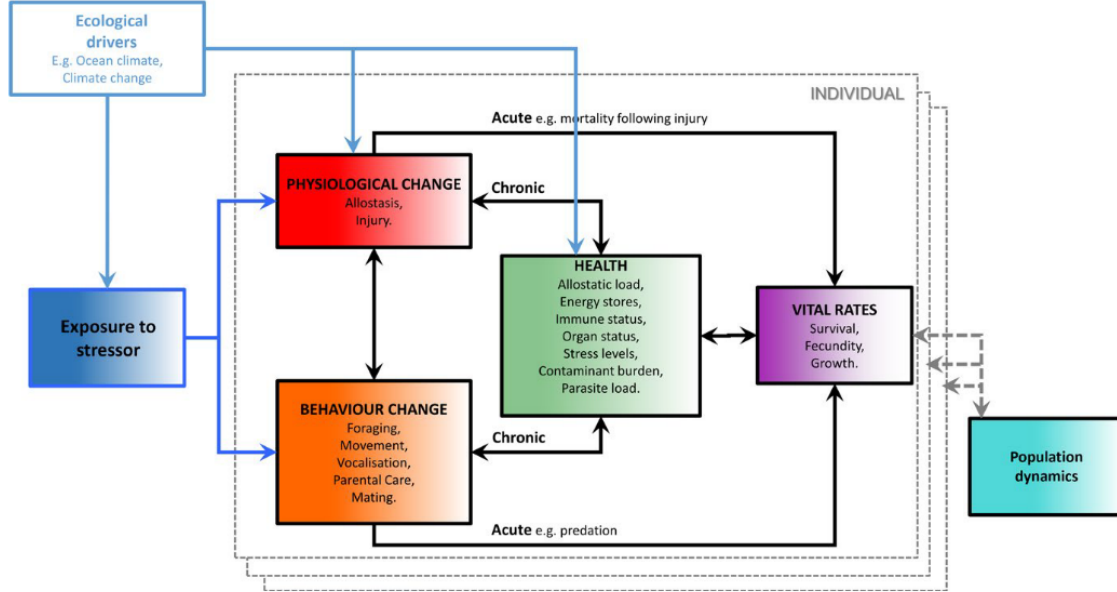 Ecological
drivers
E.g. Ocean climate,
Climate change
INDIVIDUAL
Acute e.g. mortality following injury
PHYSIOLOGICAL CHANGE
Allostasis,
Injury.
Chronic
HEALTH
Allostatic load,
Energy stores,
Immune status,
Organ status,
Stress levels,
Contaminant burden,
Parasite load.
VITAL RATES
Survival,
Fecundity,
Growth.
Exposure to
stressor
BEHAVIOUR CHANGE
Foraging,
Movement,
Vocalisation,
Parental Care,
Mating.
Chronic
Acute e.g. predation
Population
dynamics